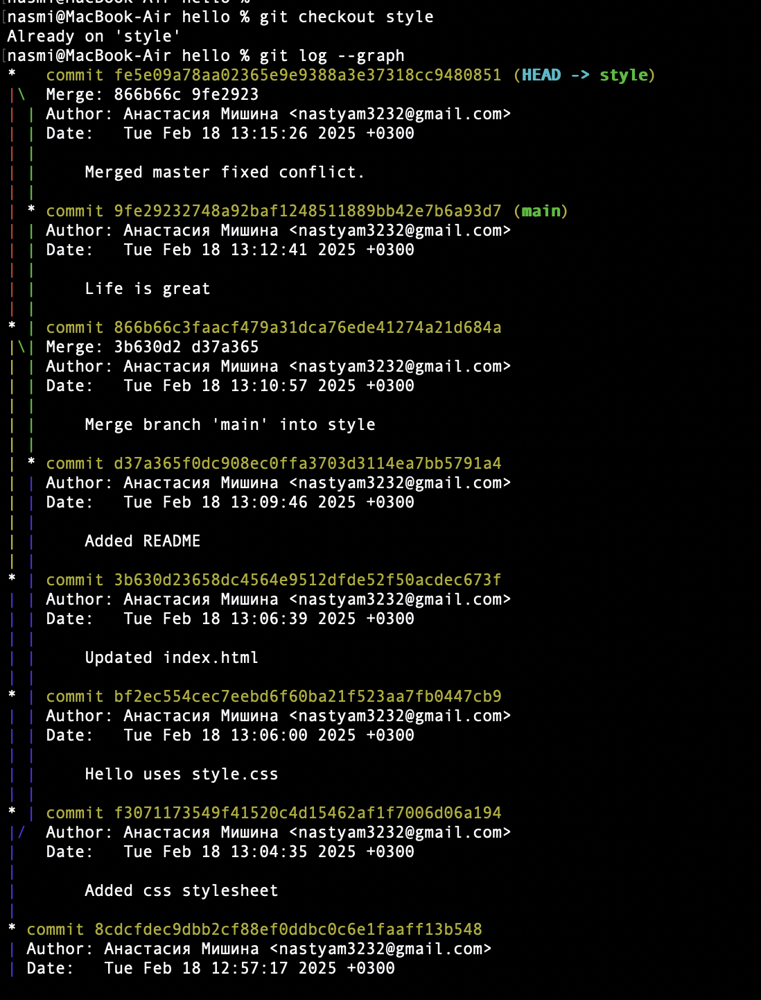 nasmi@MacBook-Air hello %
[nasmi@MacBook-Air hello % git checkout style
Already on 'style'
[nasmi@MacBook-Air hello % git log --graph
*   commit fe5e09a78aa02365e9e9388a3e37318cc9480851 (HEAD -> style)
|\  Merge: 866b66c 9fe2923
| | Author: Анастасия Мишина <nastyam3232@gmail.com>
| | Date:   Tue Feb 18 13:15:26 2025 +0300
| |
| |     Merged master fixed conflict.
| |
| * commit 9fe29232748a92baf1248511889bb42e7b6a93d7 (main)
| | Author: Анастасия Мишина <nastyam3232@gmail.com>
| | Date:   Tue Feb 18 13:12:41 2025 +0300
| |
| |     Life is great
| |
* | commit 866b66c3faacf479a31dca76ede41274a21d684a
|\| Merge: 3b630d2 d37a365
| | Author: Анастасия Мишина <nastyam3232@gmail.com>
| | Date:   Tue Feb 18 13:10:57 2025 +0300
| |
| |     Merge branch 'main' into style
| |
| * commit d37a365f0dc908ec0ffa3703d3114ea7bb5791a4
| | Author: Анастасия Мишина <nastyam3232@gmail.com>
| | Date:   Tue Feb 18 13:09:46 2025 +0300
| |
| |     Added README
| |
* | commit 3b630d23658dc4564e9512dfde52f50acdec673f
| | Author: Анастасия Мишина <nastyam3232@gmail.com>
| | Date:   Tue Feb 18 13:06:39 2025 +0300
| |
| |     Updated index.html
| |
* | commit bf2ec554cec7eebd6f60ba21f523aa7fb0447cb9
| | Author: Анастасия Мишина <nastyam3232@gmail.com>
| | Date:   Tue Feb 18 13:06:00 2025 +0300
| |
| |     Hello uses style.css
| |
* | commit f3071173549f41520c4d15462af1f7006d06a194
|/  Author: Анастасия Мишина <nastyam3232@gmail.com>
|   Date:   Tue Feb 18 13:04:35 2025 +0300
|
|       Added css stylesheet
|
* commit 8cdcfdec9dbb2cf88ef0ddbc0c6e1faaff13b548
| Author: Анастасия Мишина <nastyam3232@gmail.com>
| Date:   Tue Feb 18 12:57:17 2025 +0300